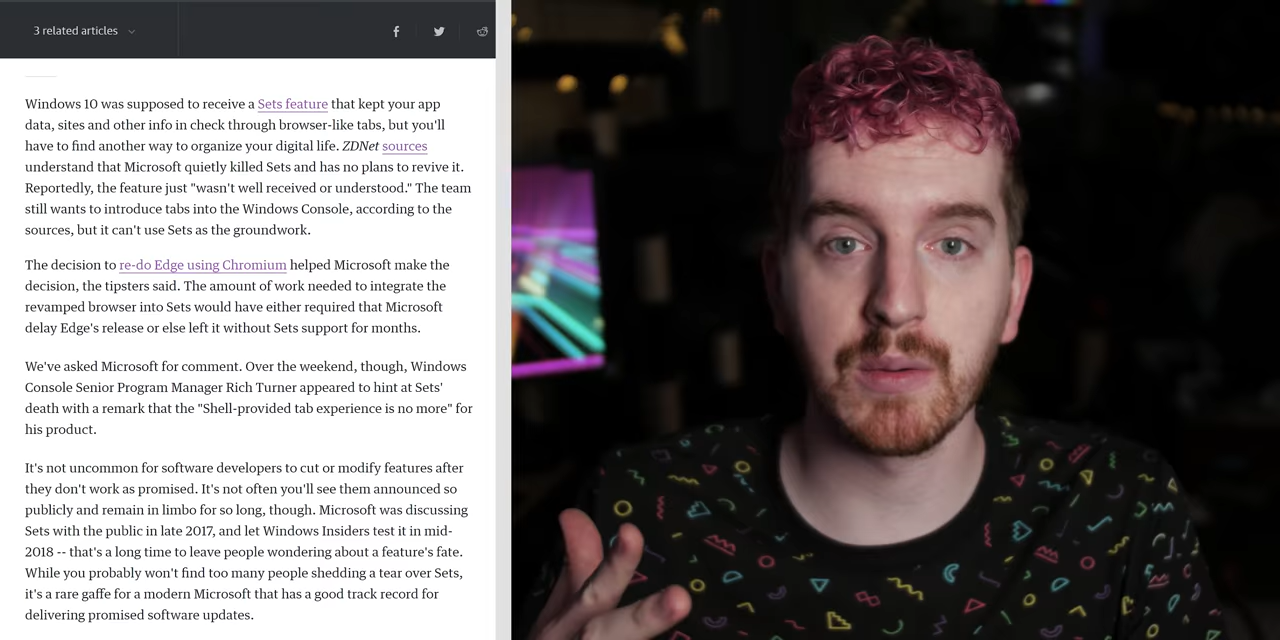 3 related articles
Windows 10 was supposed to receive a Sets feature that kept your app
data, sites and other info in check through browser-like tabs, but you'll
have to find another way to organize your digital life. ZDNet sources
understand that Microsoft quietly killed Sets and has no plans to revive it.
Reportedly, the feature just "wasn't well received or understood." The team
still wants to introduce tabs into the Windows Console, according to the
sources, but it can't use Sets as the groundwork.
The decision to re-do Edge using Chromium helped Microsoft make the
decision, the tipsters said. The amount of work needed to integrate the
revamped browser into Sets would have either required that Microsoft
delay Edge's release or else left it without Sets support for months.
We've asked Microsoft for comment. Over the weekend, though, Windows
Console Senior Program Manager Rich Turner appeared to hint at Sets'
death with a remark that the "Shell-provided tab experience is no more" for
his product.
It's not uncommon for software developers to cut or modify features after
they don't work as promised. It's not often you'll see them announced so
publicly and remain in limbo for so long, though. Microsoft was discussing
Sets with the public in late 2017, and let Windows Insiders test it in mid-
2018 -- that's a long time to leave people wondering about a feature's fate.
While you probably won't find too many people shedding a tear over Sets,
it's a rare gaffe for a modern Microsoft that has a good track record for
delivering promised software updates.